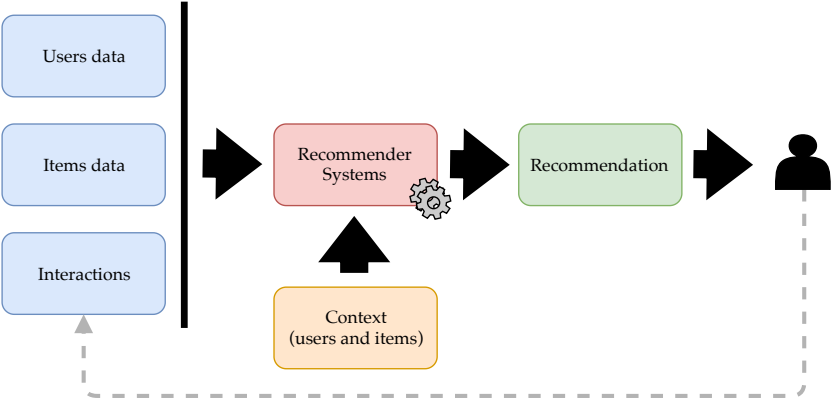 Users data
Items data
Interactions
Recommender
Systems
Context
(users and items)
Recommendation